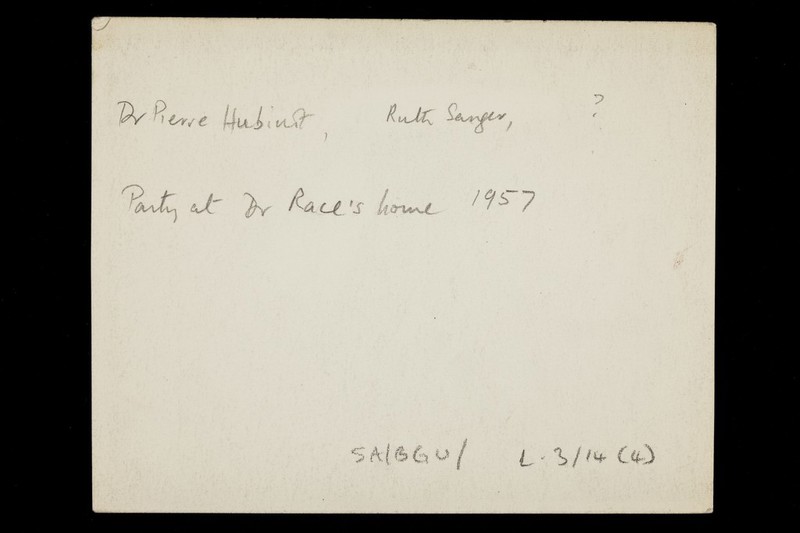 Dr Pierre Hubinot, Ruth Sanger, ?
Party at Dr Race's home 1957
SA/BGU/ L.3/14 (4)